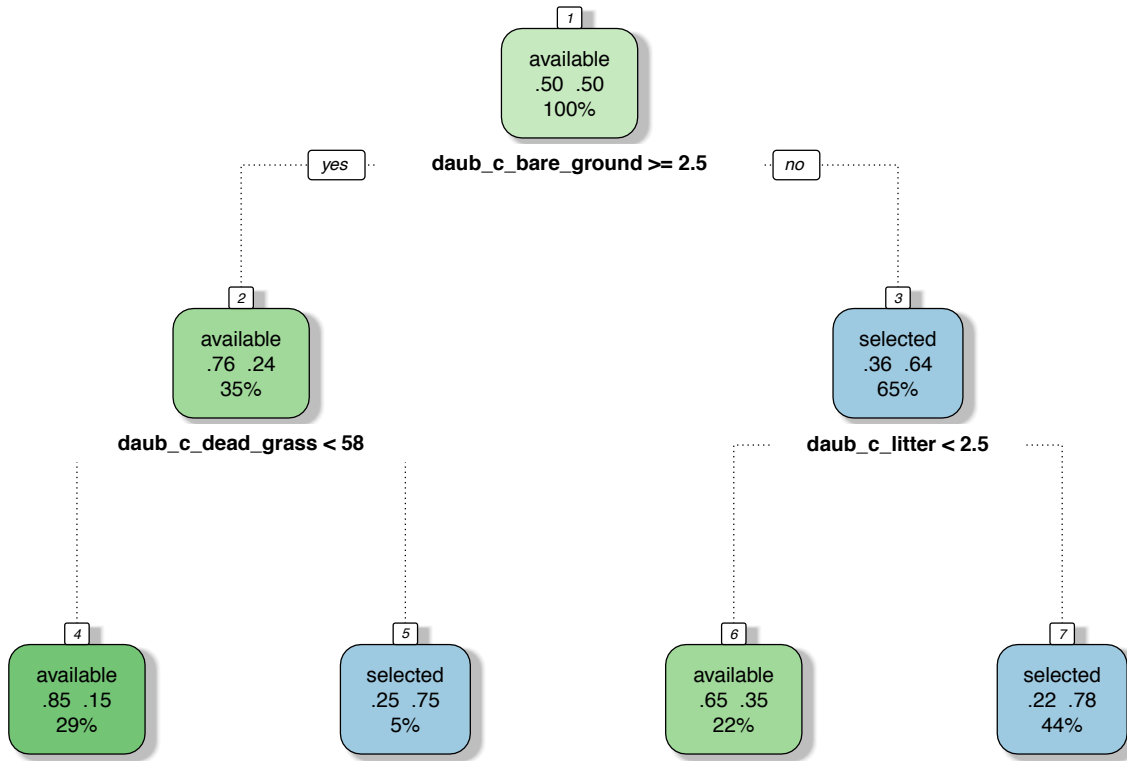 1
available
.50 .50
100%
yes
daub_c_bare_ground >= 2.5
no
2
available
.76 .24
35%
3
selected
.36 .64
65%
daub_c_dead_grass < 58
daub_c_litter < 2.5
4
available
.85 .15
29%
5
selected
.25 .75
5%
6
available
.65 .35
22%
7
selected
.22 .78
44%